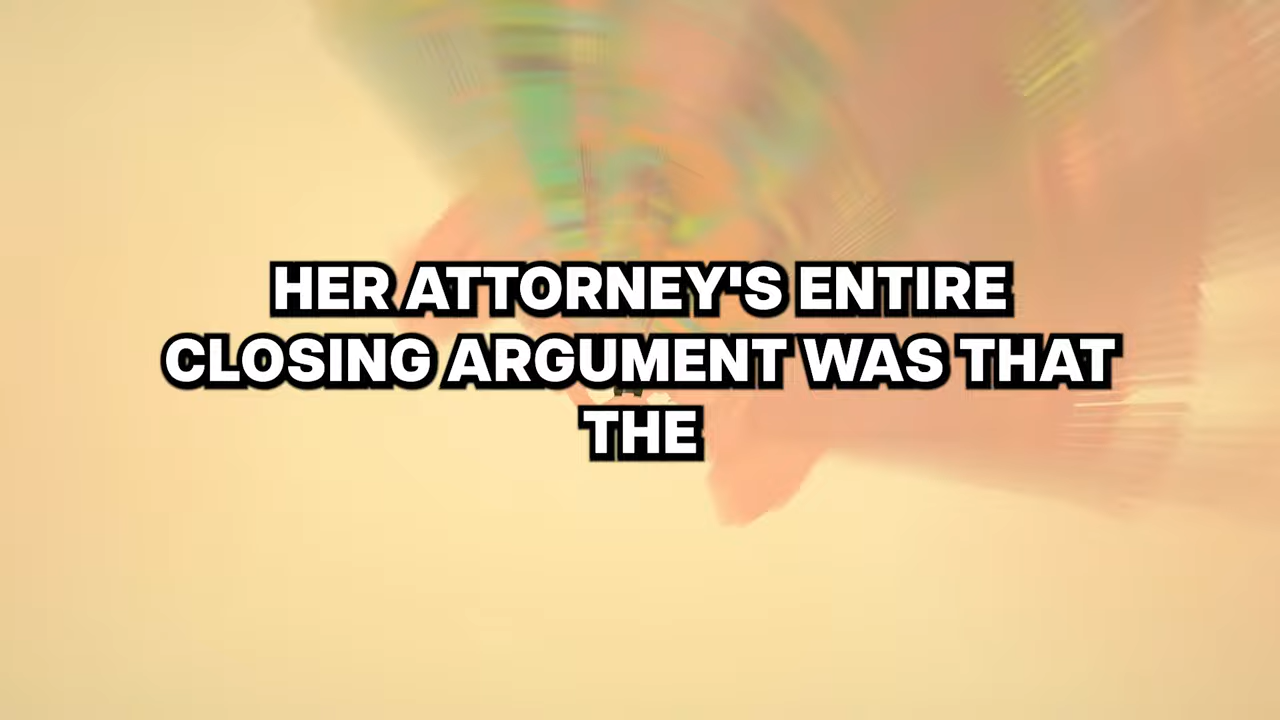 HER ATTORNEY'S ENTIRE
CLOSING ARGUMENT WAS THAT
THE